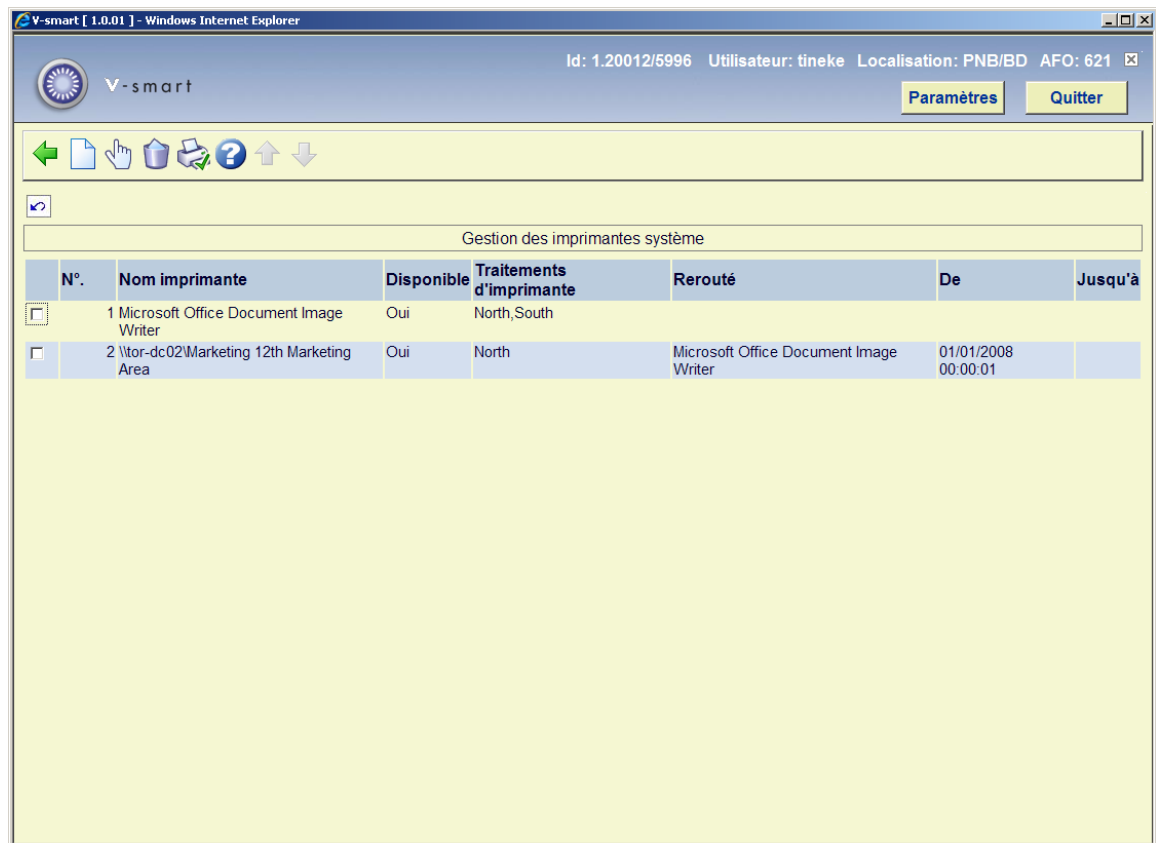 V-smart [ 1.0.01 ] - Windows Internet Explorer
Id: 1.20012/5996 Utilisateur: tineke Localisation: PNB/BD AFO: 621
V-smart
Paramètres Quitter
Gestion des imprimantes système
N°. Nom imprimante Disponible Traitements d'imprimante Rerouté De Jusqu'à
1 Microsoft Office Document Image Writer Oui North,South
2 \\tor-dc02\Marketing 12th Marketing Area Oui North Microsoft Office Document Image Writer 01/01/2008 00:00:01